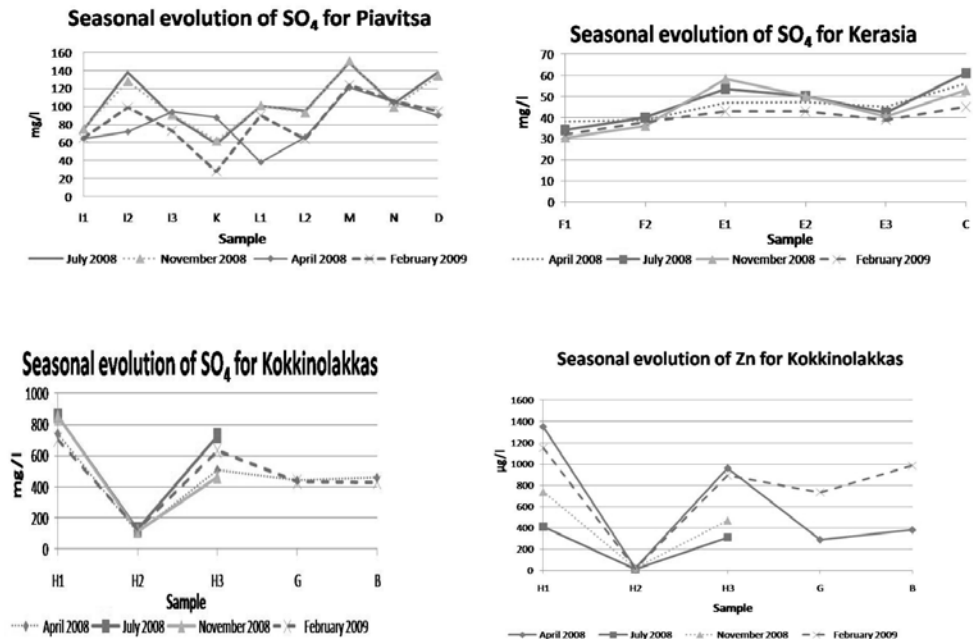 Seasonal evolution of SO₄ for Piavitsa
160
140
120
100
80
60
40
20
0
mg/l
I1 I2 I3 K L1 L2 M N D
Sample
July 2008 November 2008 April 2008 February 2009
Seasonal evolution of SO₄ for Kerasia
70
60
50
40
30
20
10
0
mg/l
F1 F2 E1 E2 E3 C
Sample
April 2008 July 2008 November 2008 February 2009
Seasonal evolution of SO₄ for Kokkinolakkas
1000
800
600
400
200
0
mg/l
H1 H2 H3 G B
Sample
April 2008 July 2008 November 2008 February 2009
Seasonal evolution of Zn for Kokkinolakkas
1600
1400
1200
1000
800
600
400
200
0
µg/l
H1 H2 H3 G B
Sample
April 2008 July 2008 November 2008 February 2009